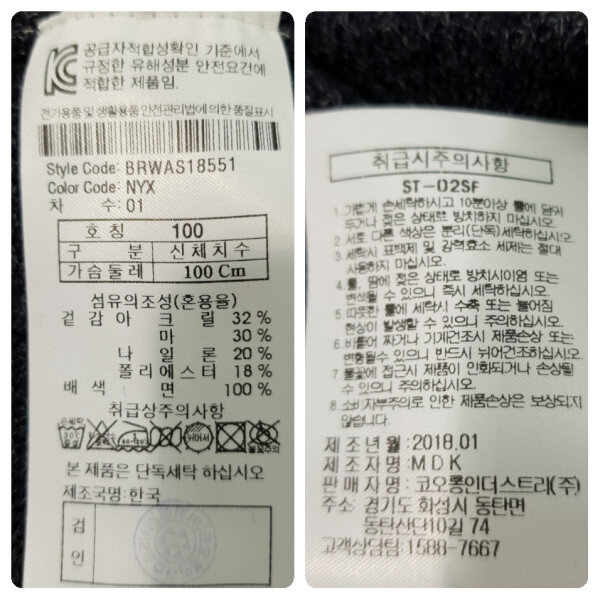 공급자적합성확인 기준에서
규정한 유해성분 안전요건에
적합한 제품임.
전기용품 및 생활용품 안전관리법에 의한 품질표시
Style Code: BRWAS18551
Color Code: NYX
차 수: 01
호 칭 100
구 분 신체치수
가슴둘레 100 Cm
섬유의조성(혼용율)
겉감아 크 릴 32 %
마 30 %
나 일 론 20 %
폴리에스터 18 %
배 색 면 100 %
취급상주의사항
손세탁
뉘어서
본 제품은 단독세탁 하십시오
제조국명: 한국
검
인
취급시주의사항
ST-02SF
1. 가볍게 손세탁하시고 10분이상 물에 담궈
두거나 젖은 상태로 방치하지 마십시오.
2. 서로 다른 색상은 분리(단독)세탁하십시오.
3. 세탁시 표백제 및 강력효소 세제는 절대
사용하지 마십시오.
4. 물, 땀에 젖은 상태로 방치시이염 또는
변색될 수 있으니 즉시 세탁하십시오.
5. 따뜻한 물에 세탁시 수축 또는 늘어짐
현상이 발생할 수 있으니 주의하십시오.
6. 비틀어 짜거나 기계건조시 제품손상 또는
변형될수 있으니 반드시 뉘어건조하십시오.
7. 불꽃에 접근시 제품이 인화되거나 손상될
수 있으니 주의하십시오.
8. 소비자부주의로 인한 제품손상은 보상되지
않습니다.
제조년월: 2018.01
제조자명: MDK
판매자명: 코오롱인더스트리(주)
주소: 경기도 화성시 동탄면
동탄산단10길 74
고객상담팀: 1588-7667